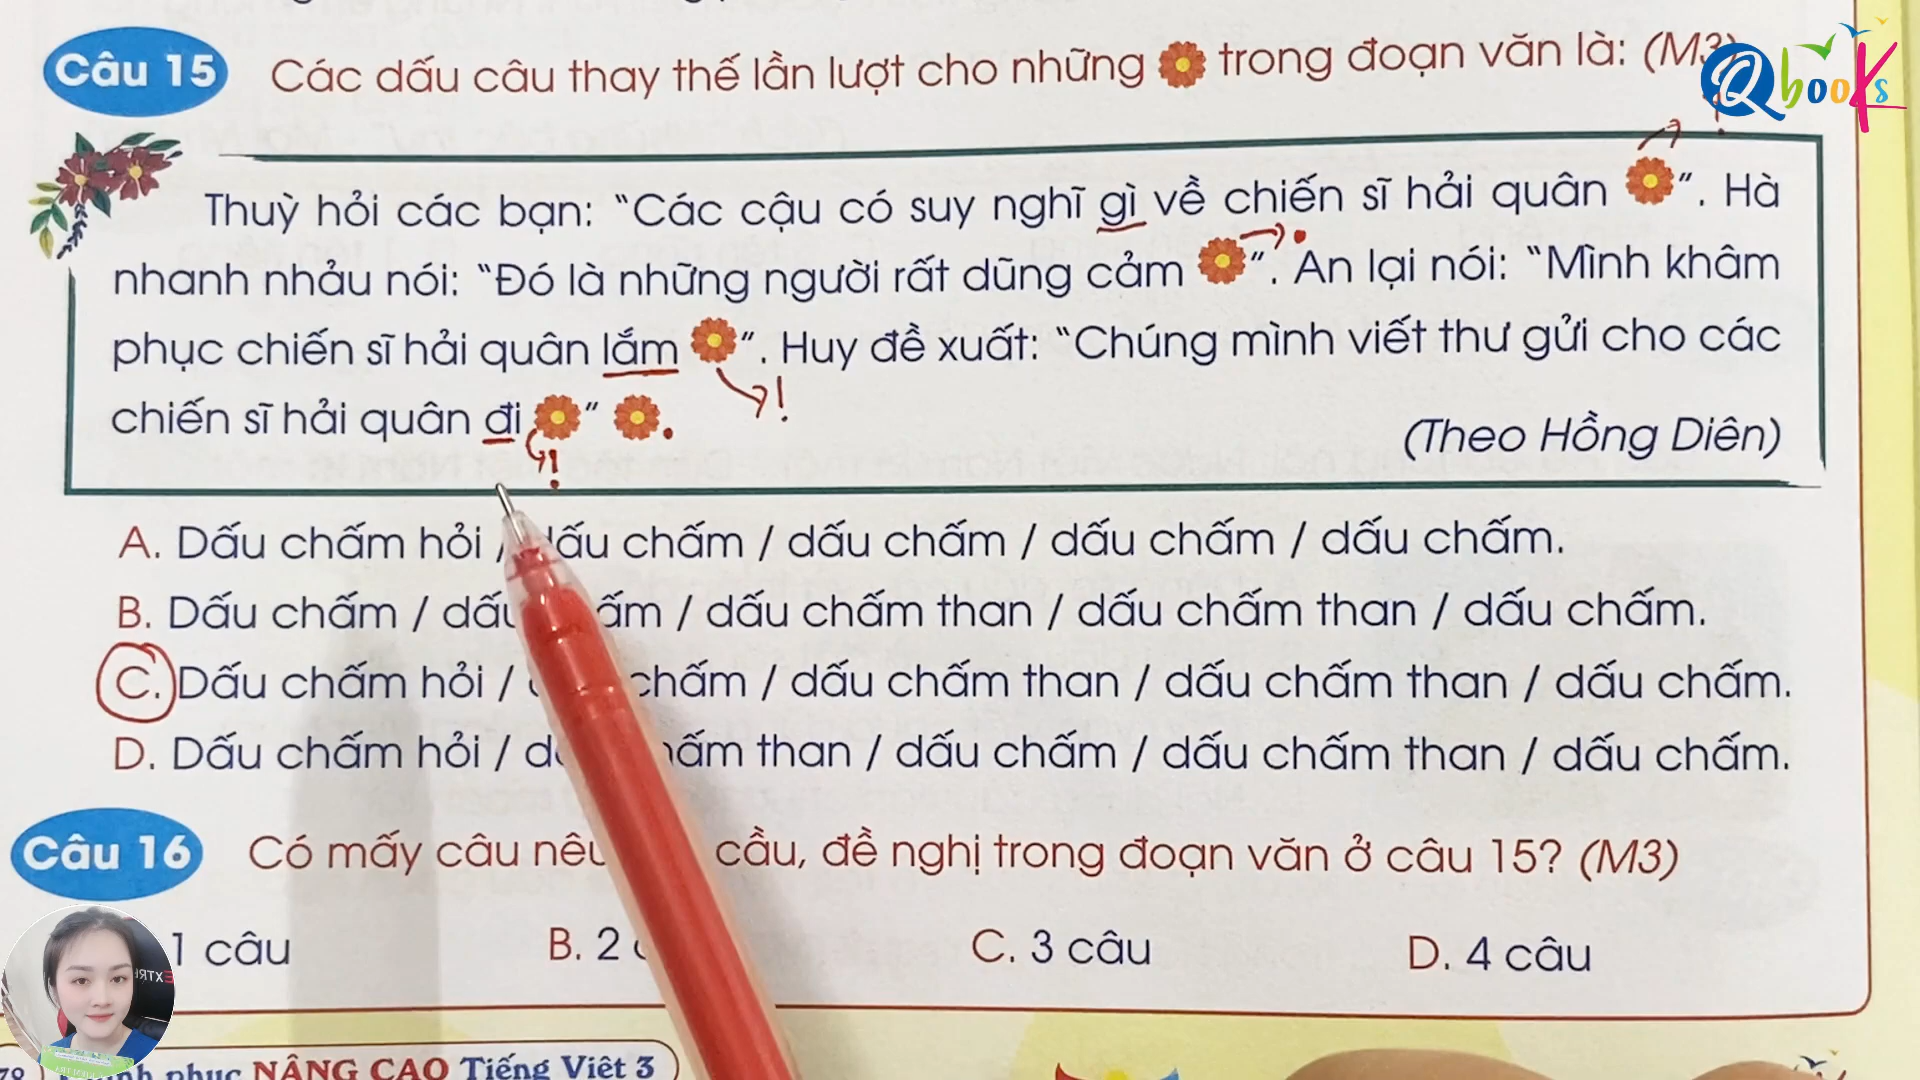 Câu 15 Các dấu câu thay thế lần lượt cho những trong đoạn văn là: (M3)
Qbooks
Thuỳ hỏi các bạn: “Các cậu có suy nghĩ gì về chiến sĩ hải quân ”. Hà
nhanh nhảu nói: “Đó là những người rất dũng cảm ”. An lại nói: “Mình khâm
phục chiến sĩ hải quân lắm ”. Huy đề xuất: “Chúng mình viết thư gửi cho các
chiến sĩ hải quân đi ” .
! !
(Theo Hồng Diên)
A. Dấu chấm hỏi / dấu chấm / dấu chấm / dấu chấm / dấu chấm.
B. Dấu chấm / dấu chấm / dấu chấm than / dấu chấm than / dấu chấm.
C. Dấu chấm hỏi / chấm / dấu chấm than / dấu chấm than / dấu chấm.
D. Dấu chấm hỏi / dấu chấm than / dấu chấm / dấu chấm than / dấu chấm.
Câu 16 Có mấy câu nêu cầu, đề nghị trong đoạn văn ở câu 15? (M3)
1 câu B. 2 C. 3 câu D. 4 câu
phục NÂNG CAO Tiếng Việt 3